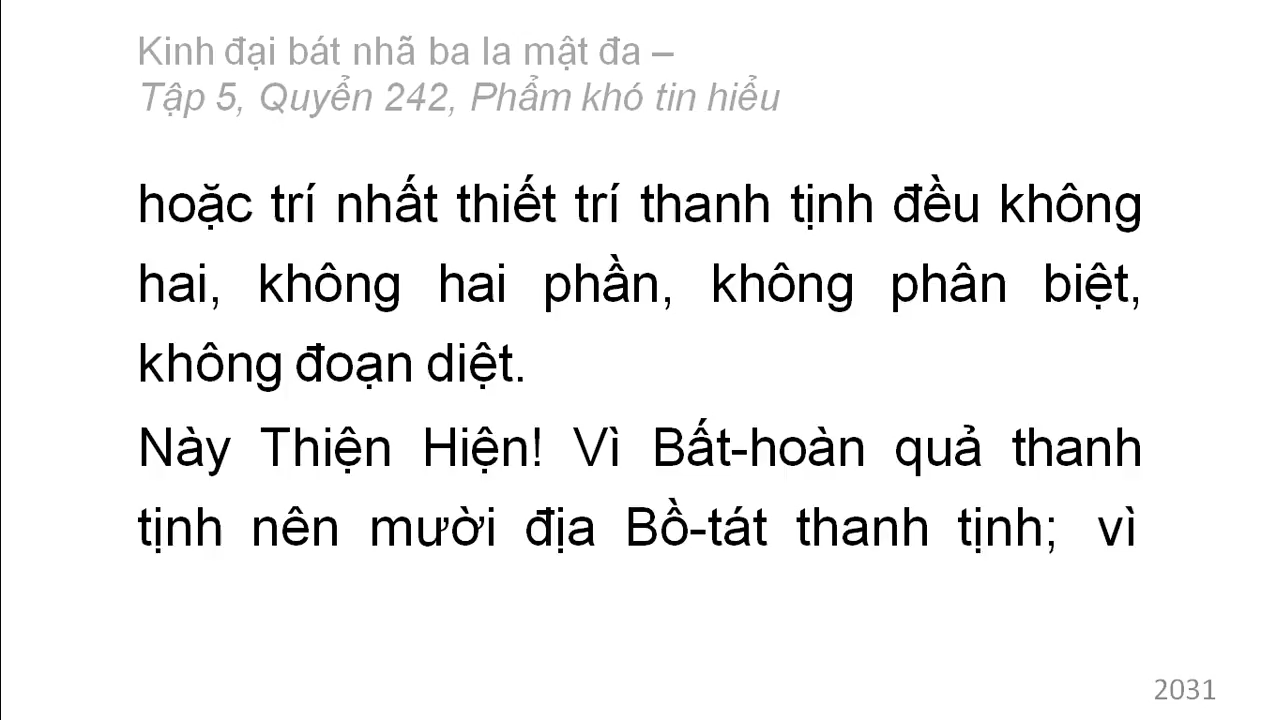 Kinh đại bát nhã ba la mật đa –
Tập 5, Quyển 242, Phẩm khó tin hiểu
hoặc trí nhất thiết trí thanh tịnh đều không
hai, không hai phần, không phân biệt,
không đoạn diệt.
Này Thiện Hiện! Vì Bất-hoàn quả thanh
tịnh nên mười địa Bồ-tát thanh tịnh; vì
2031